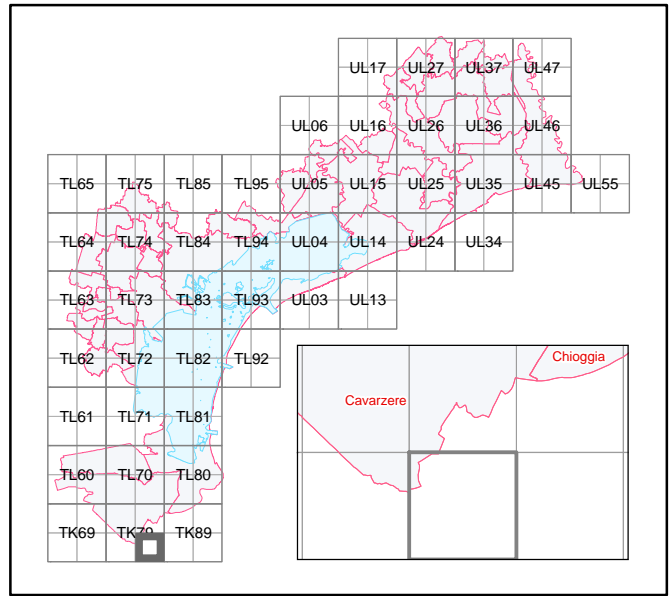 UL17 UL27 UL37 UL47
UL06 UL16 UL26 UL36 UL46
TL65 TL75 TL85 TL95 UL05 UL15 UL25 UL35 UL45 UL55
TL64 TL74 TL84 TL94 UL04 UL14 UL24 UL34
TL63 TL73 TL83 TL93 UL03 UL13
TL62 TL72 TL82 TL92
Chioggia
Cavarzere
TL61 TL71 TL81
TL60 TL70 TL80
TK69 TK79 TK89